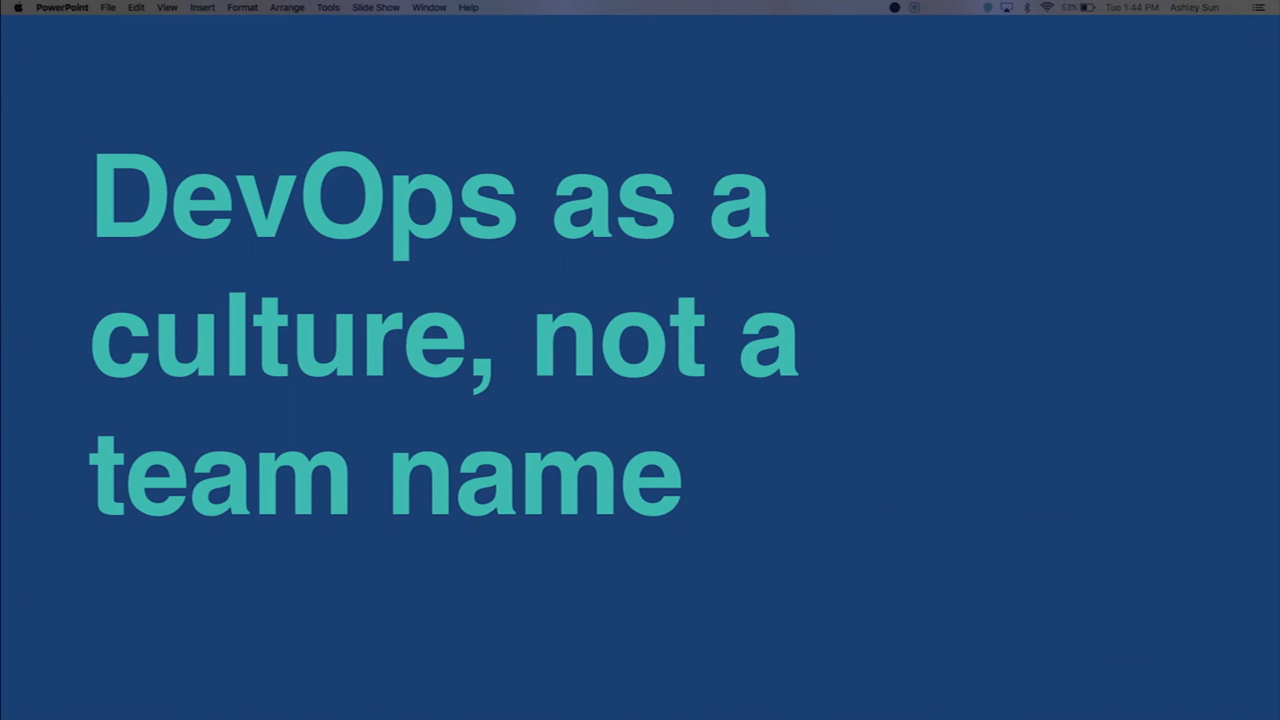 PowerPoint File Edit View Insert Format Arrange Tools Slide Show Window Help 53% Tue 1:44 PM Ashley Sun
DevOps as a
culture, not a
team name